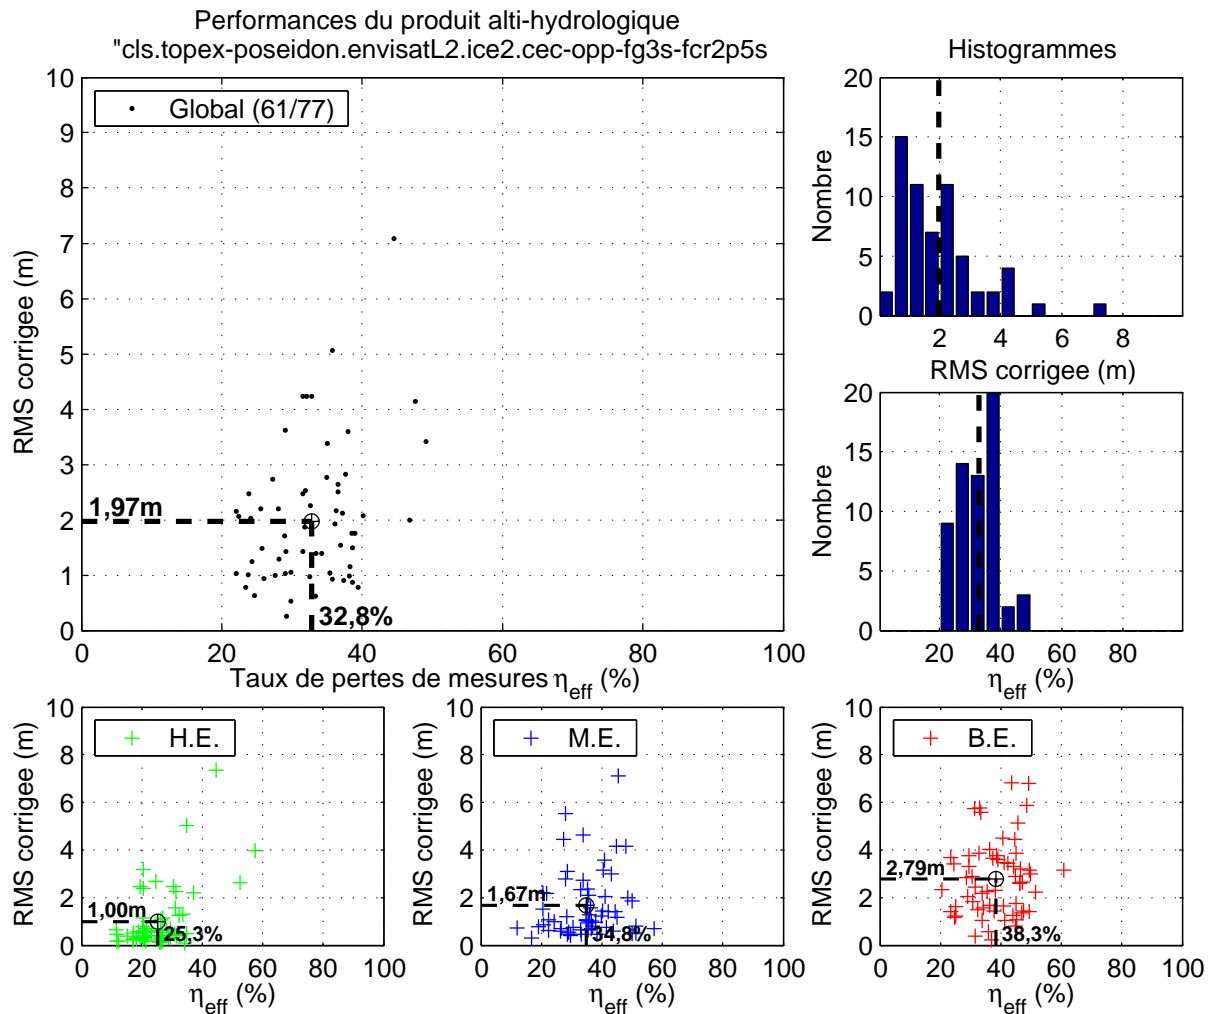 Performances du produit alti-hydrologique
"cls.topex-poseidon.envisatL2.ice2.cec-opp-fg3s-fcr2p5s
10
9
8
7
6
5
4
3
2
1
0
RMS corrigee (m)
Global (61/77)
1,97m
32,8%
0 20 40 60 80 100
Taux de pertes de mesures η_eff (%)
Histogrammes
20
15
10
5
0
Nombre
2 4 6 8
RMS corrigee (m)
20
15
10
5
0
Nombre
20 40 60 80
η_eff (%)
10
8
6
4
2
0
RMS corrigee (m)
H.E.
1,00m
25,3%
0 20 40 60 80 100
η_eff (%)
10
8
6
4
2
0
RMS corrigee (m)
M.E.
1,67m
34,8%
0 20 40 60 80 100
η_eff (%)
10
8
6
4
2
0
RMS corrigee (m)
B.E.
2,79m
38,3%
0 20 40 60 80 100
η_eff (%)